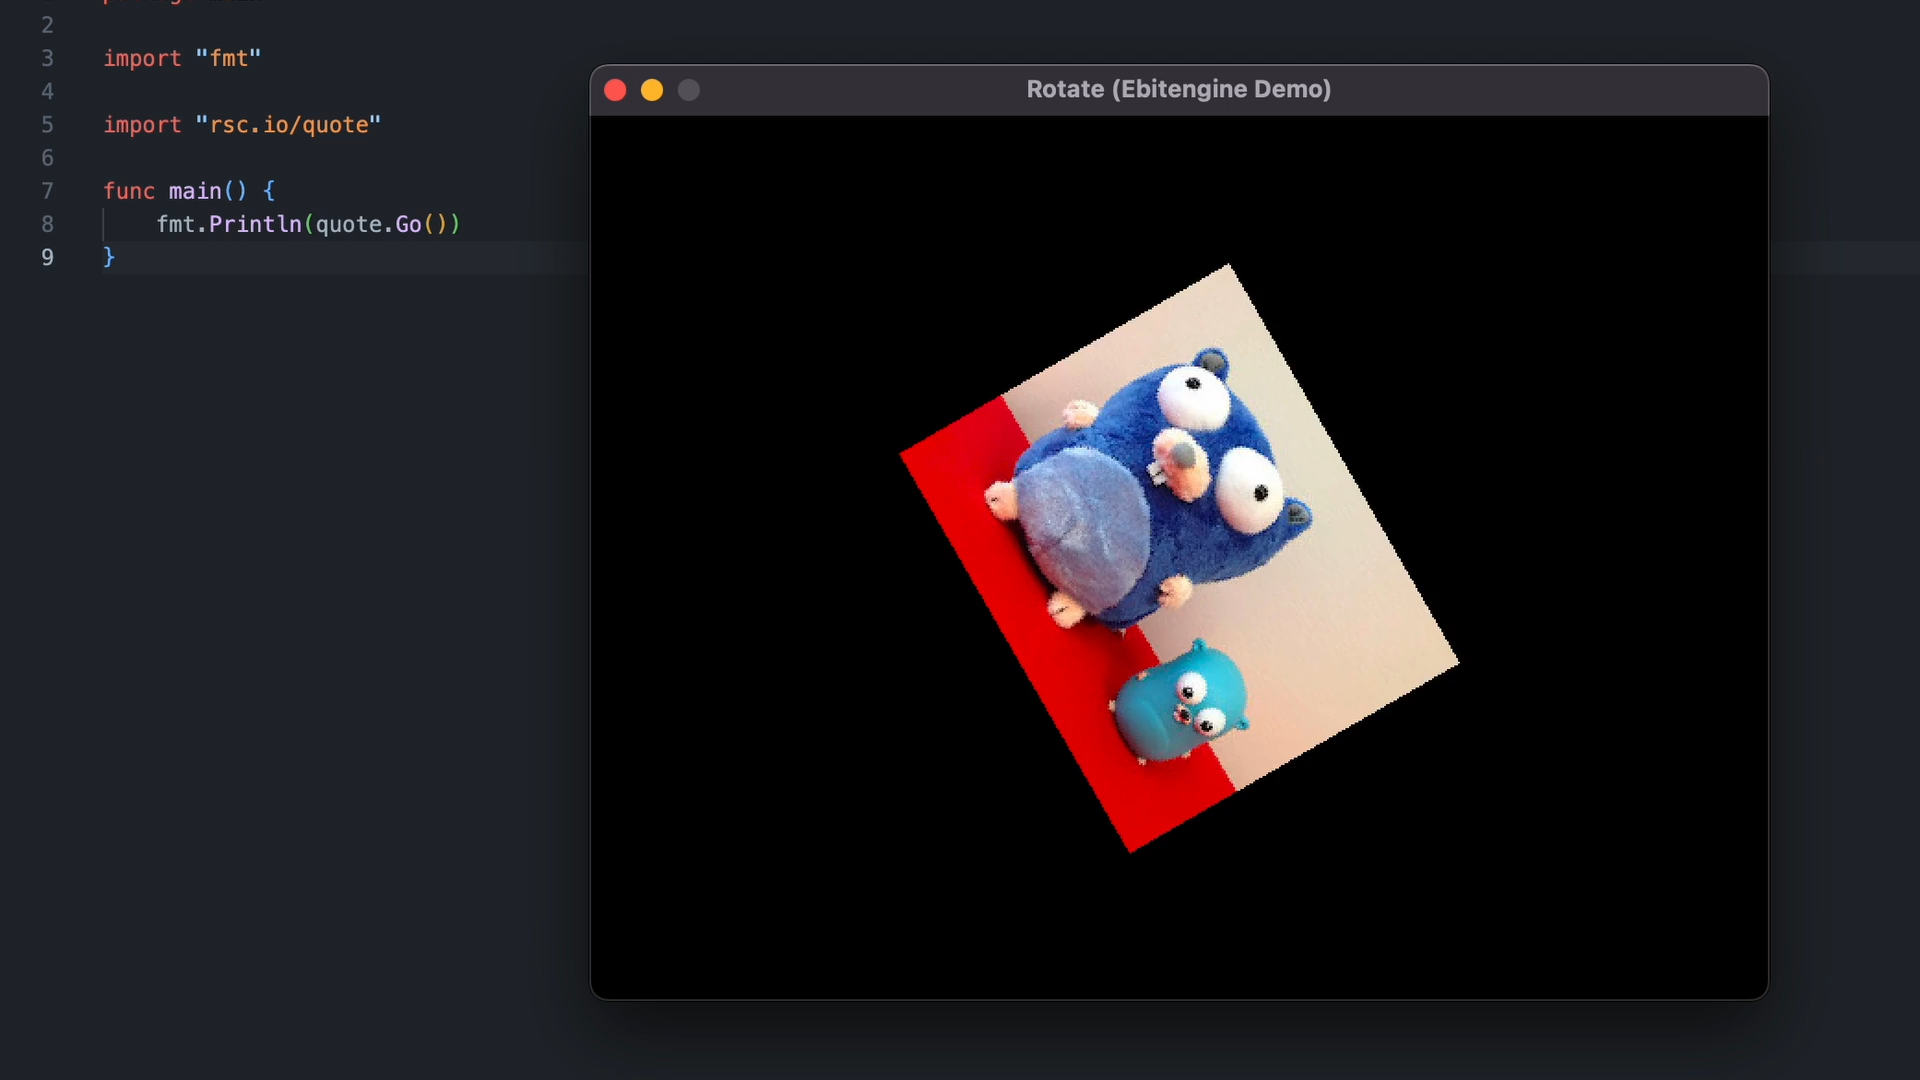 2
3 import "fmt"
4
5 import "rsc.io/quote"
6
7 func main() {
8 fmt.Println(quote.Go())
9 }
Rotate (Ebitengine Demo)